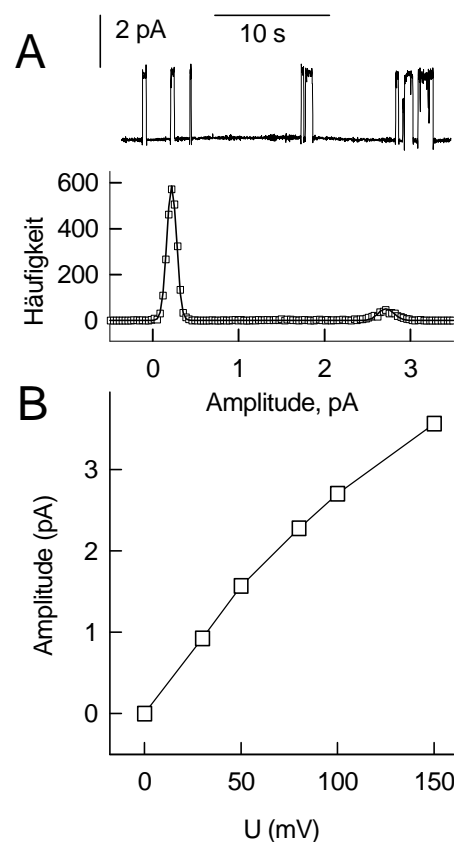 A
2 pA
10 s
Häufigkeit
600
400
200
0
0 1 2 3
Amplitude, pA
B
Amplitude (pA)
3
2
1
0
0 50 100 150
U (mV)